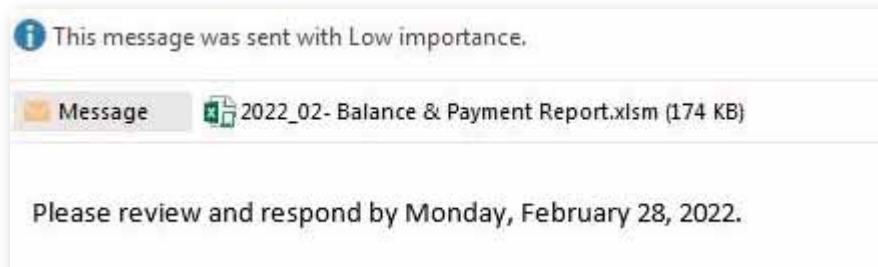 This message was sent with Low importance.
Message 2022_02- Balance & Payment Report.xlsm (174 KB)
Please review and respond by Monday, February 28, 2022.